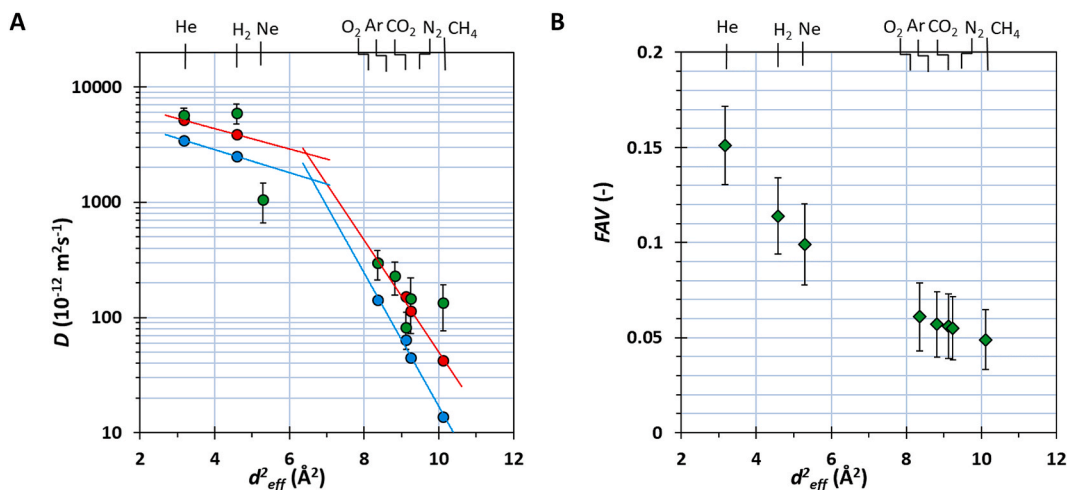 A
He
H₂ Ne
O₂ Ar CO₂ N₂ CH₄
10000
1000
100
10
D (10⁻¹² m²s⁻¹)
2 4 6 8 10 12
d²eff (Å²)
B
He
H₂ Ne
O₂ Ar CO₂ N₂ CH₄
0.2
0.15
0.1
0.05
0
FAV (-)
2 4 6 8 10 12
d²eff (Å²)